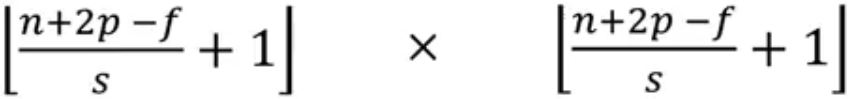 ⌊(n+2p −f)/s + 1⌋ × ⌊(n+2p −f)/s + 1⌋